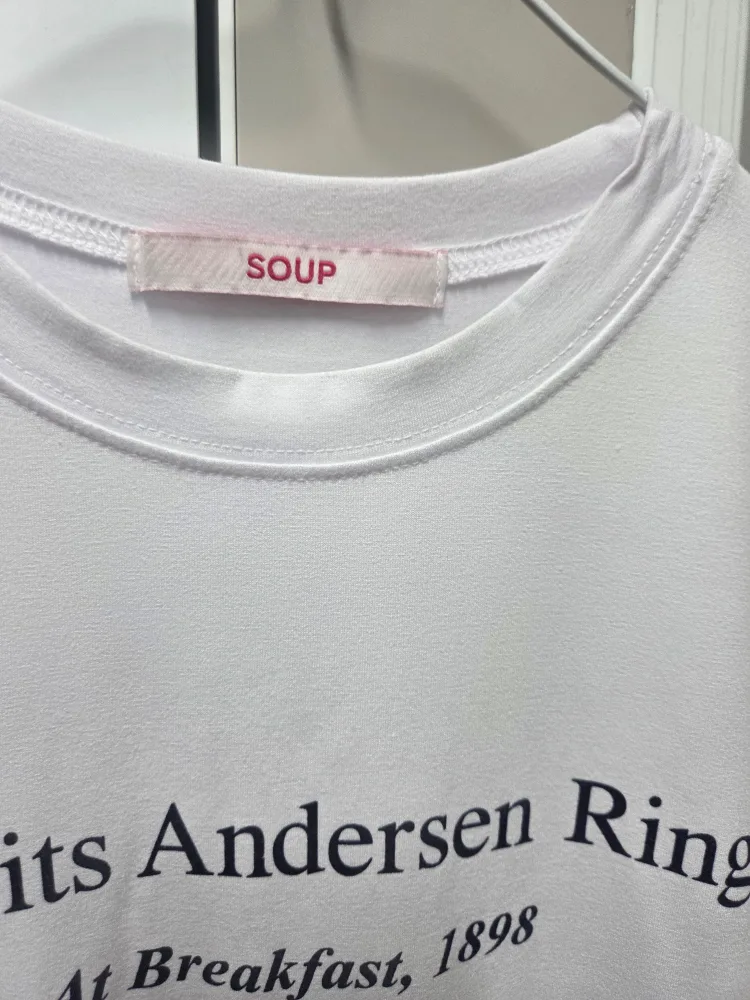 SOUP
its Andersen Ring
At Breakfast, 1898